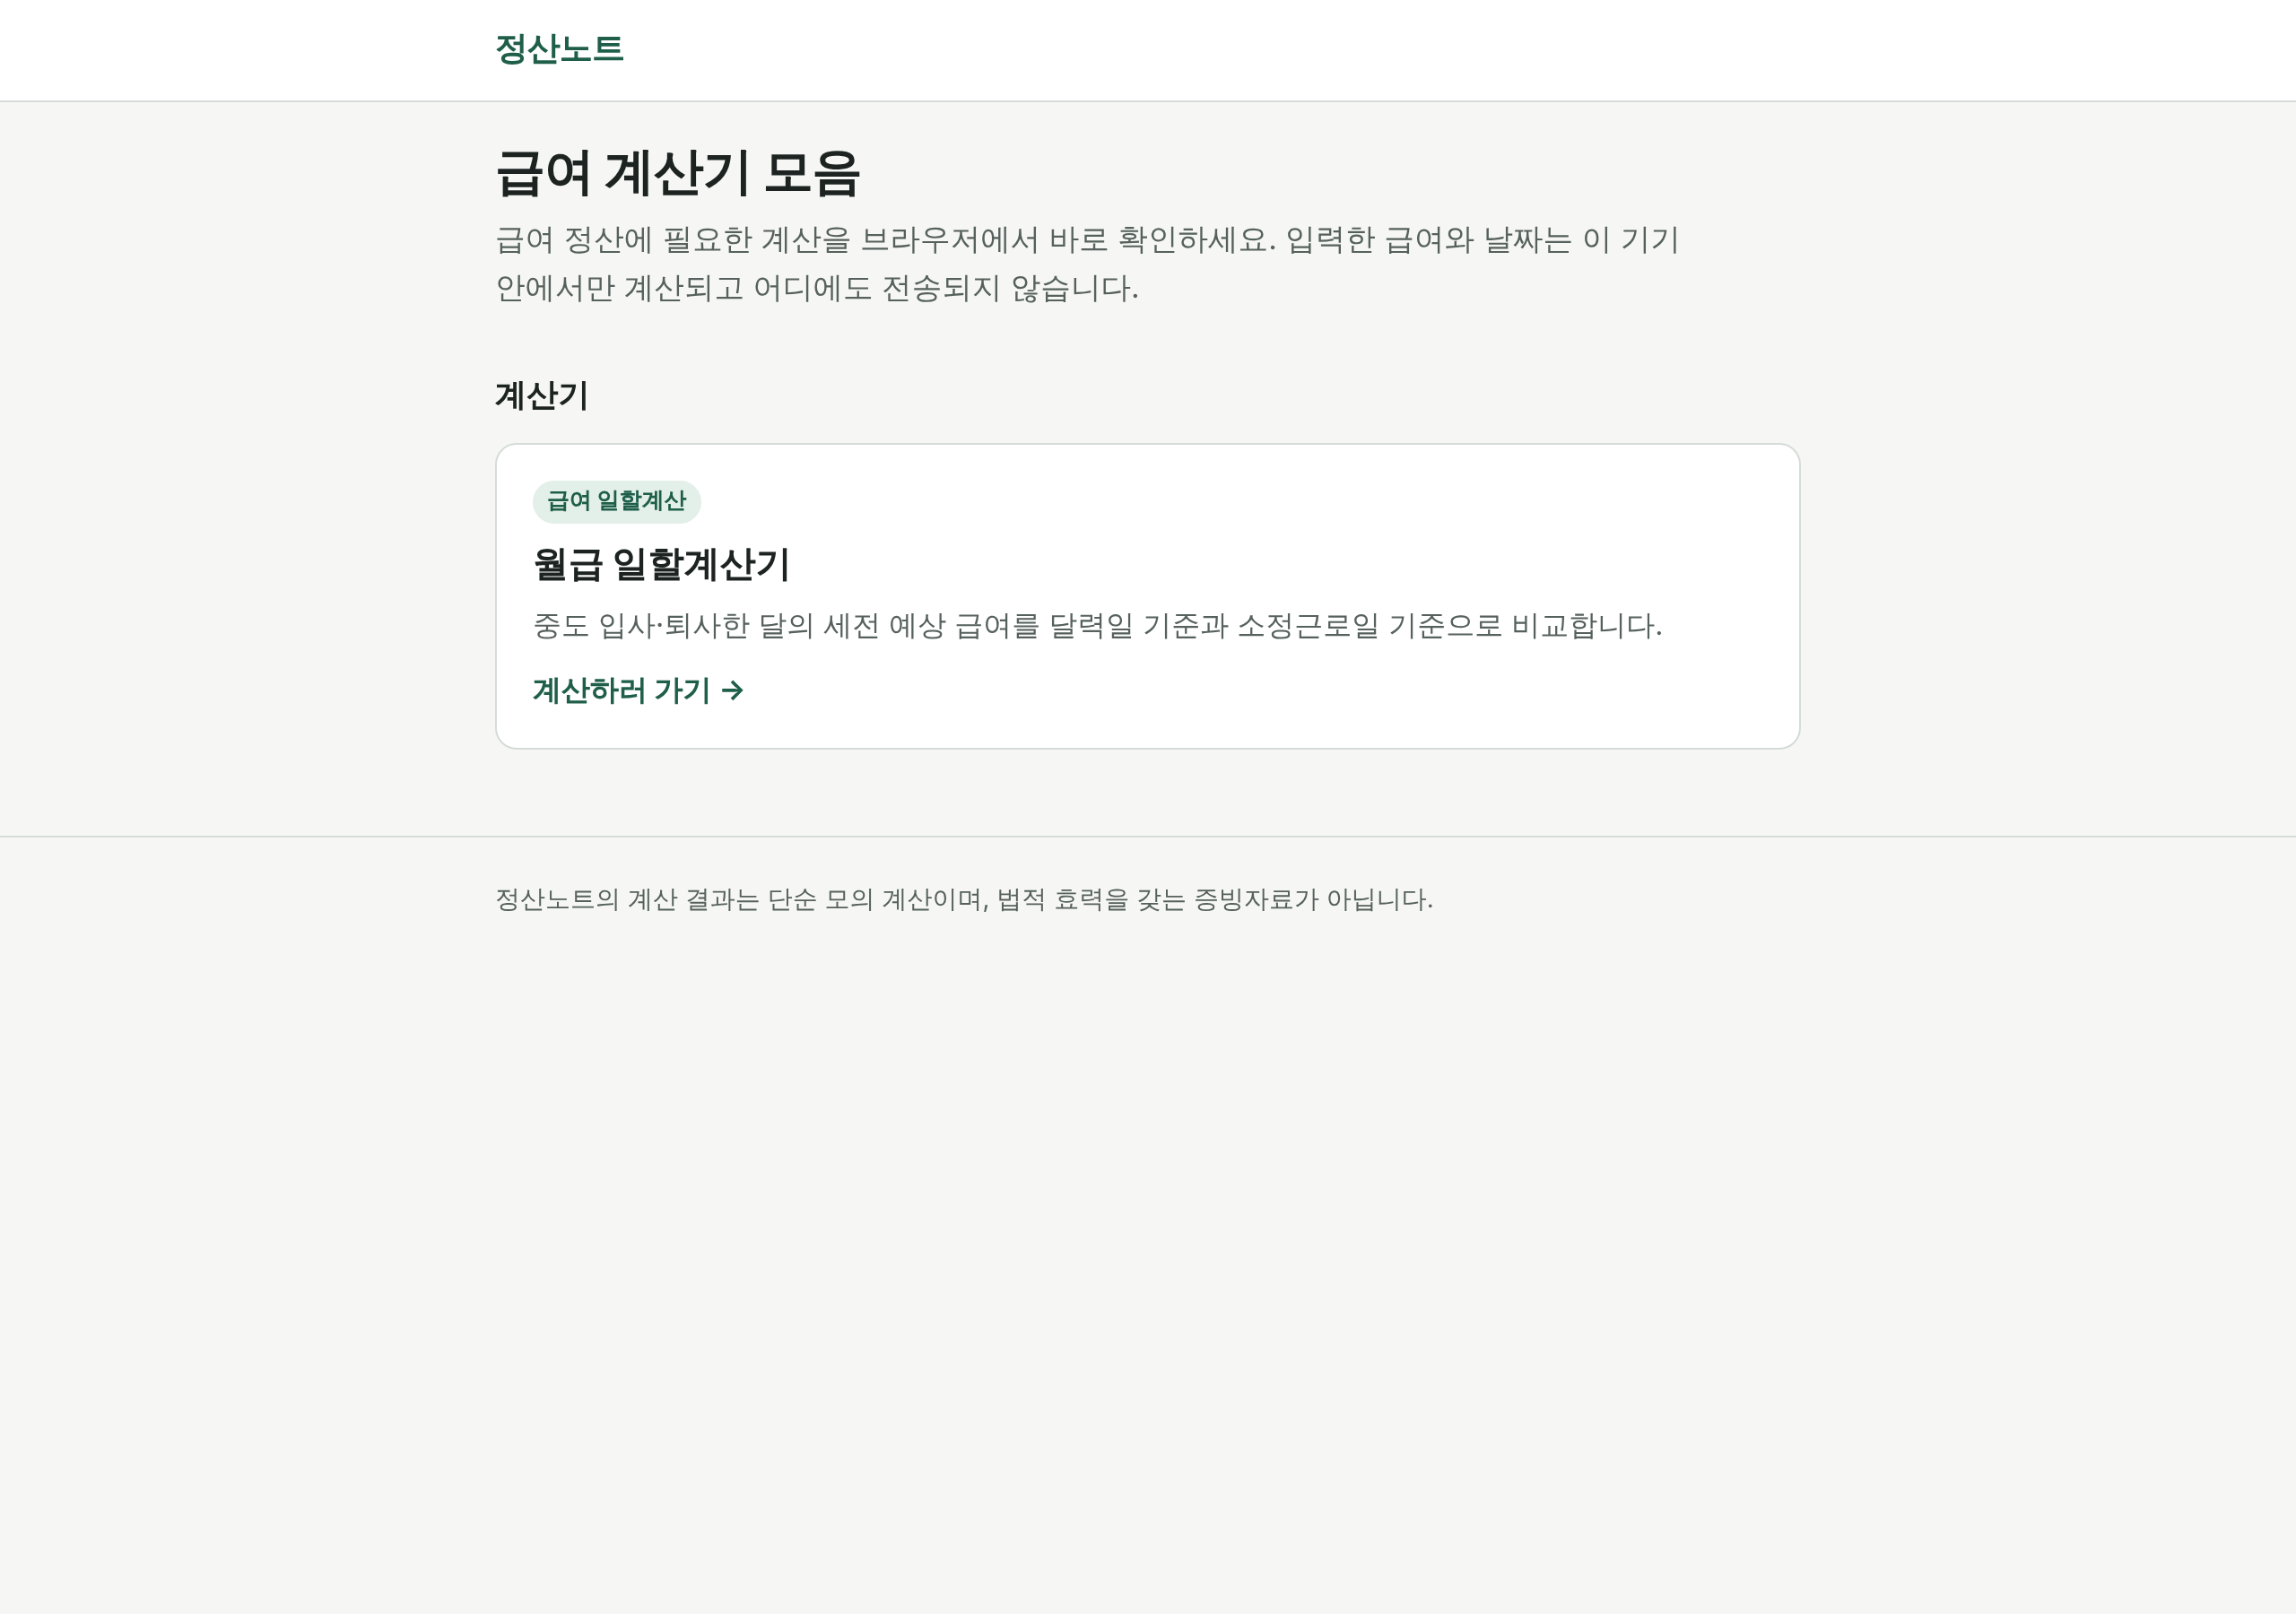 정산노트
급여 계산기 모음
급여 정산에 필요한 계산을 브라우저에서 바로 확인하세요. 입력한 급여와 날짜는 이 기기
안에서만 계산되고 어디에도 전송되지 않습니다.
계산기
급여 일할계산
월급 일할계산기
중도 입사·퇴사한 달의 세전 예상 급여를 달력일 기준과 소정근로일 기준으로 비교합니다.
계산하러 가기 →
정산노트의 계산 결과는 단순 모의 계산이며, 법적 효력을 갖는 증빙자료가 아닙니다.